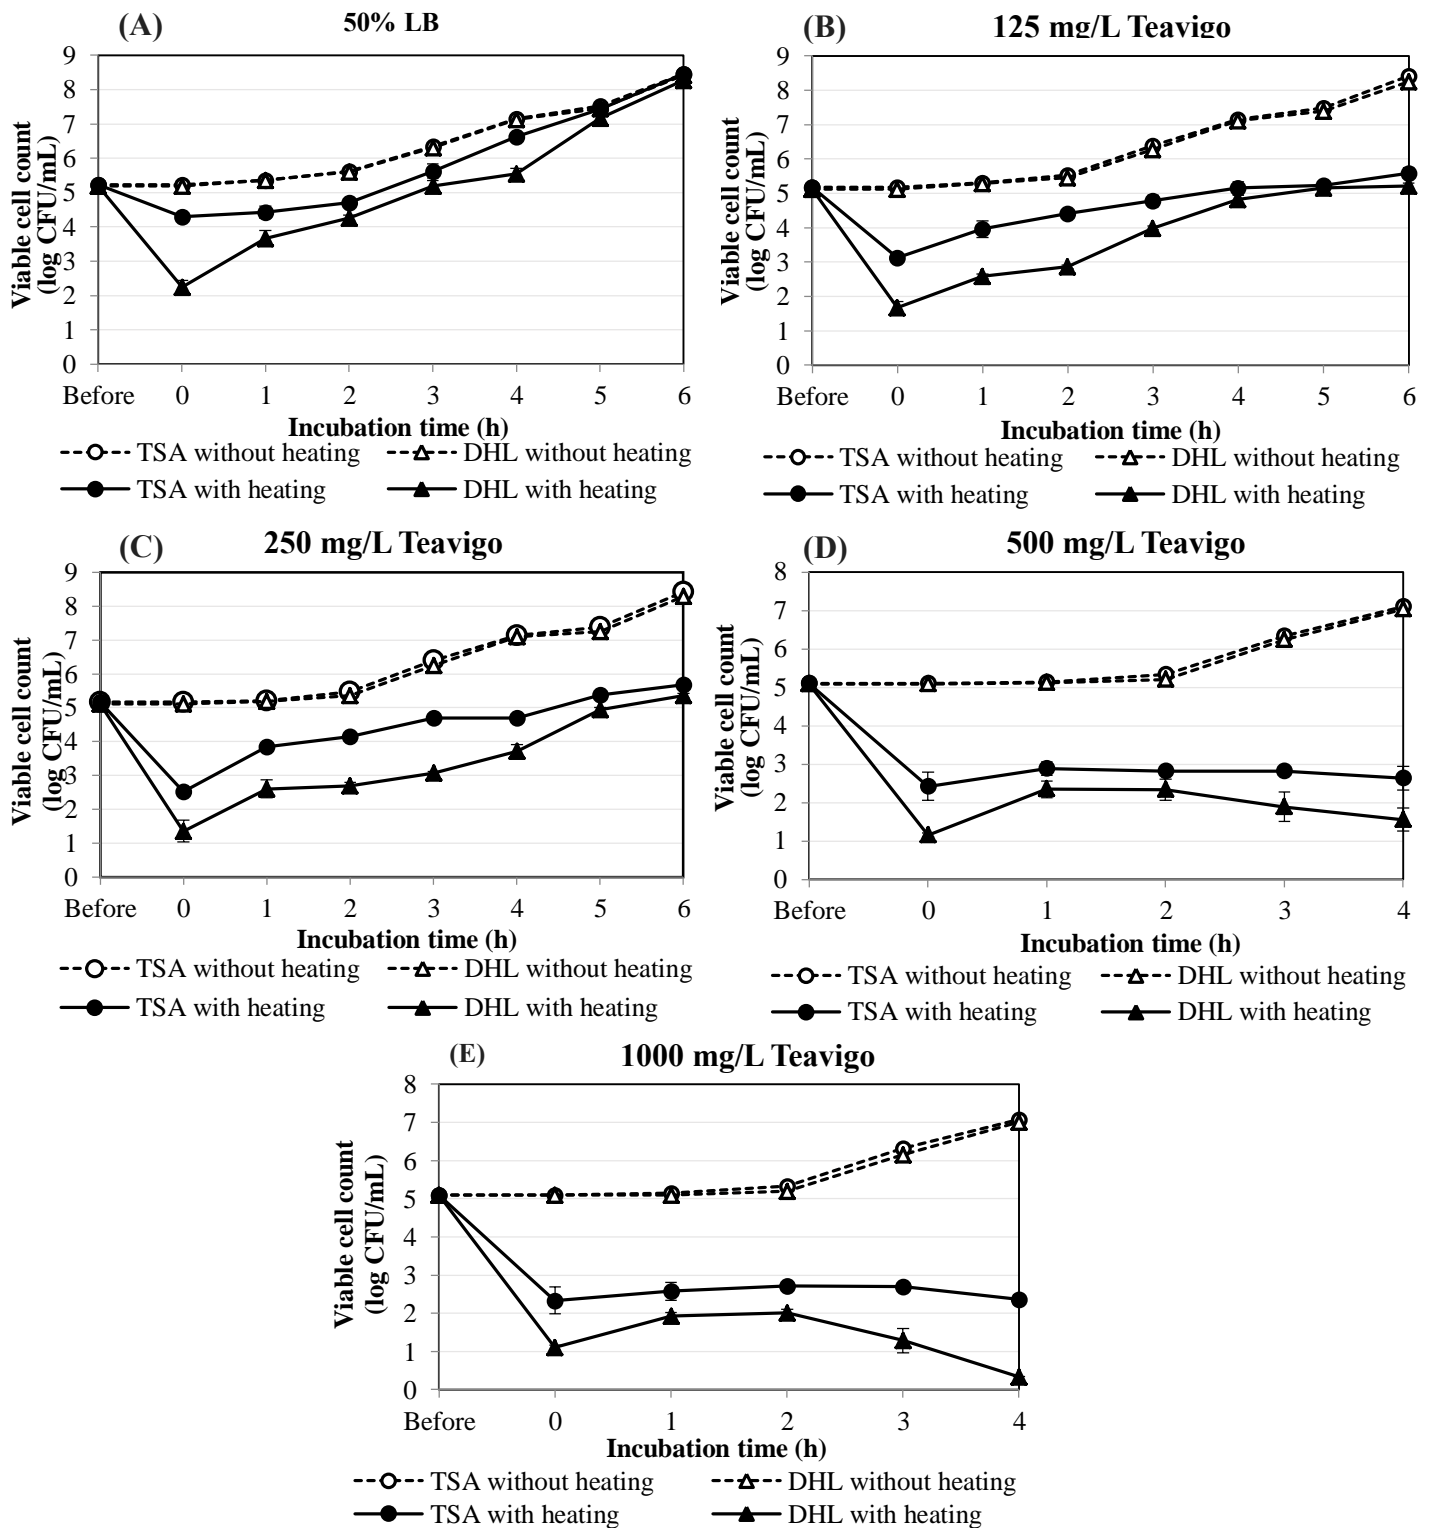 (A) 50% LB
9
8
7
6
5
4
3
2
1
0
Viable cell count
(log CFU/mL)
Before 0 1 2 3 4 5 6
Incubation time (h)
TSA without heating DHL without heating
TSA with heating DHL with heating
(B) 125 mg/L Teavigo
9
8
7
6
5
4
3
2
1
0
Viable cell count
(log CFU/mL)
Before 0 1 2 3 4 5 6
Incubation time (h)
TSA without heating DHL without heating
TSA with heating DHL with heating
(C) 250 mg/L Teavigo
9
8
7
6
5
4
3
2
1
0
Viable cell count
(log CFU/mL)
Before 0 1 2 3 4 5 6
Incubation time (h)
TSA without heating DHL without heating
TSA with heating DHL with heating
(D) 500 mg/L Teavigo
8
7
6
5
4
3
2
1
0
Viable cell count
(log CFU/mL)
Before 0 1 2 3 4
Incubation time (h)
TSA without heating DHL without heating
TSA with heating DHL with heating
(E) 1000 mg/L Teavigo
8
7
6
5
4
3
2
1
0
Viable cell count
(log CFU/mL)
Before 0 1 2 3 4
Incubation time (h)
TSA without heating DHL without heating
TSA with heating DHL with heating